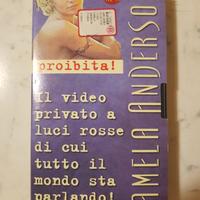 proibita!
Il video
privato a
luci rosse
di cui
tutto il
mondo sta
parlando!
AMELA ANDERSO